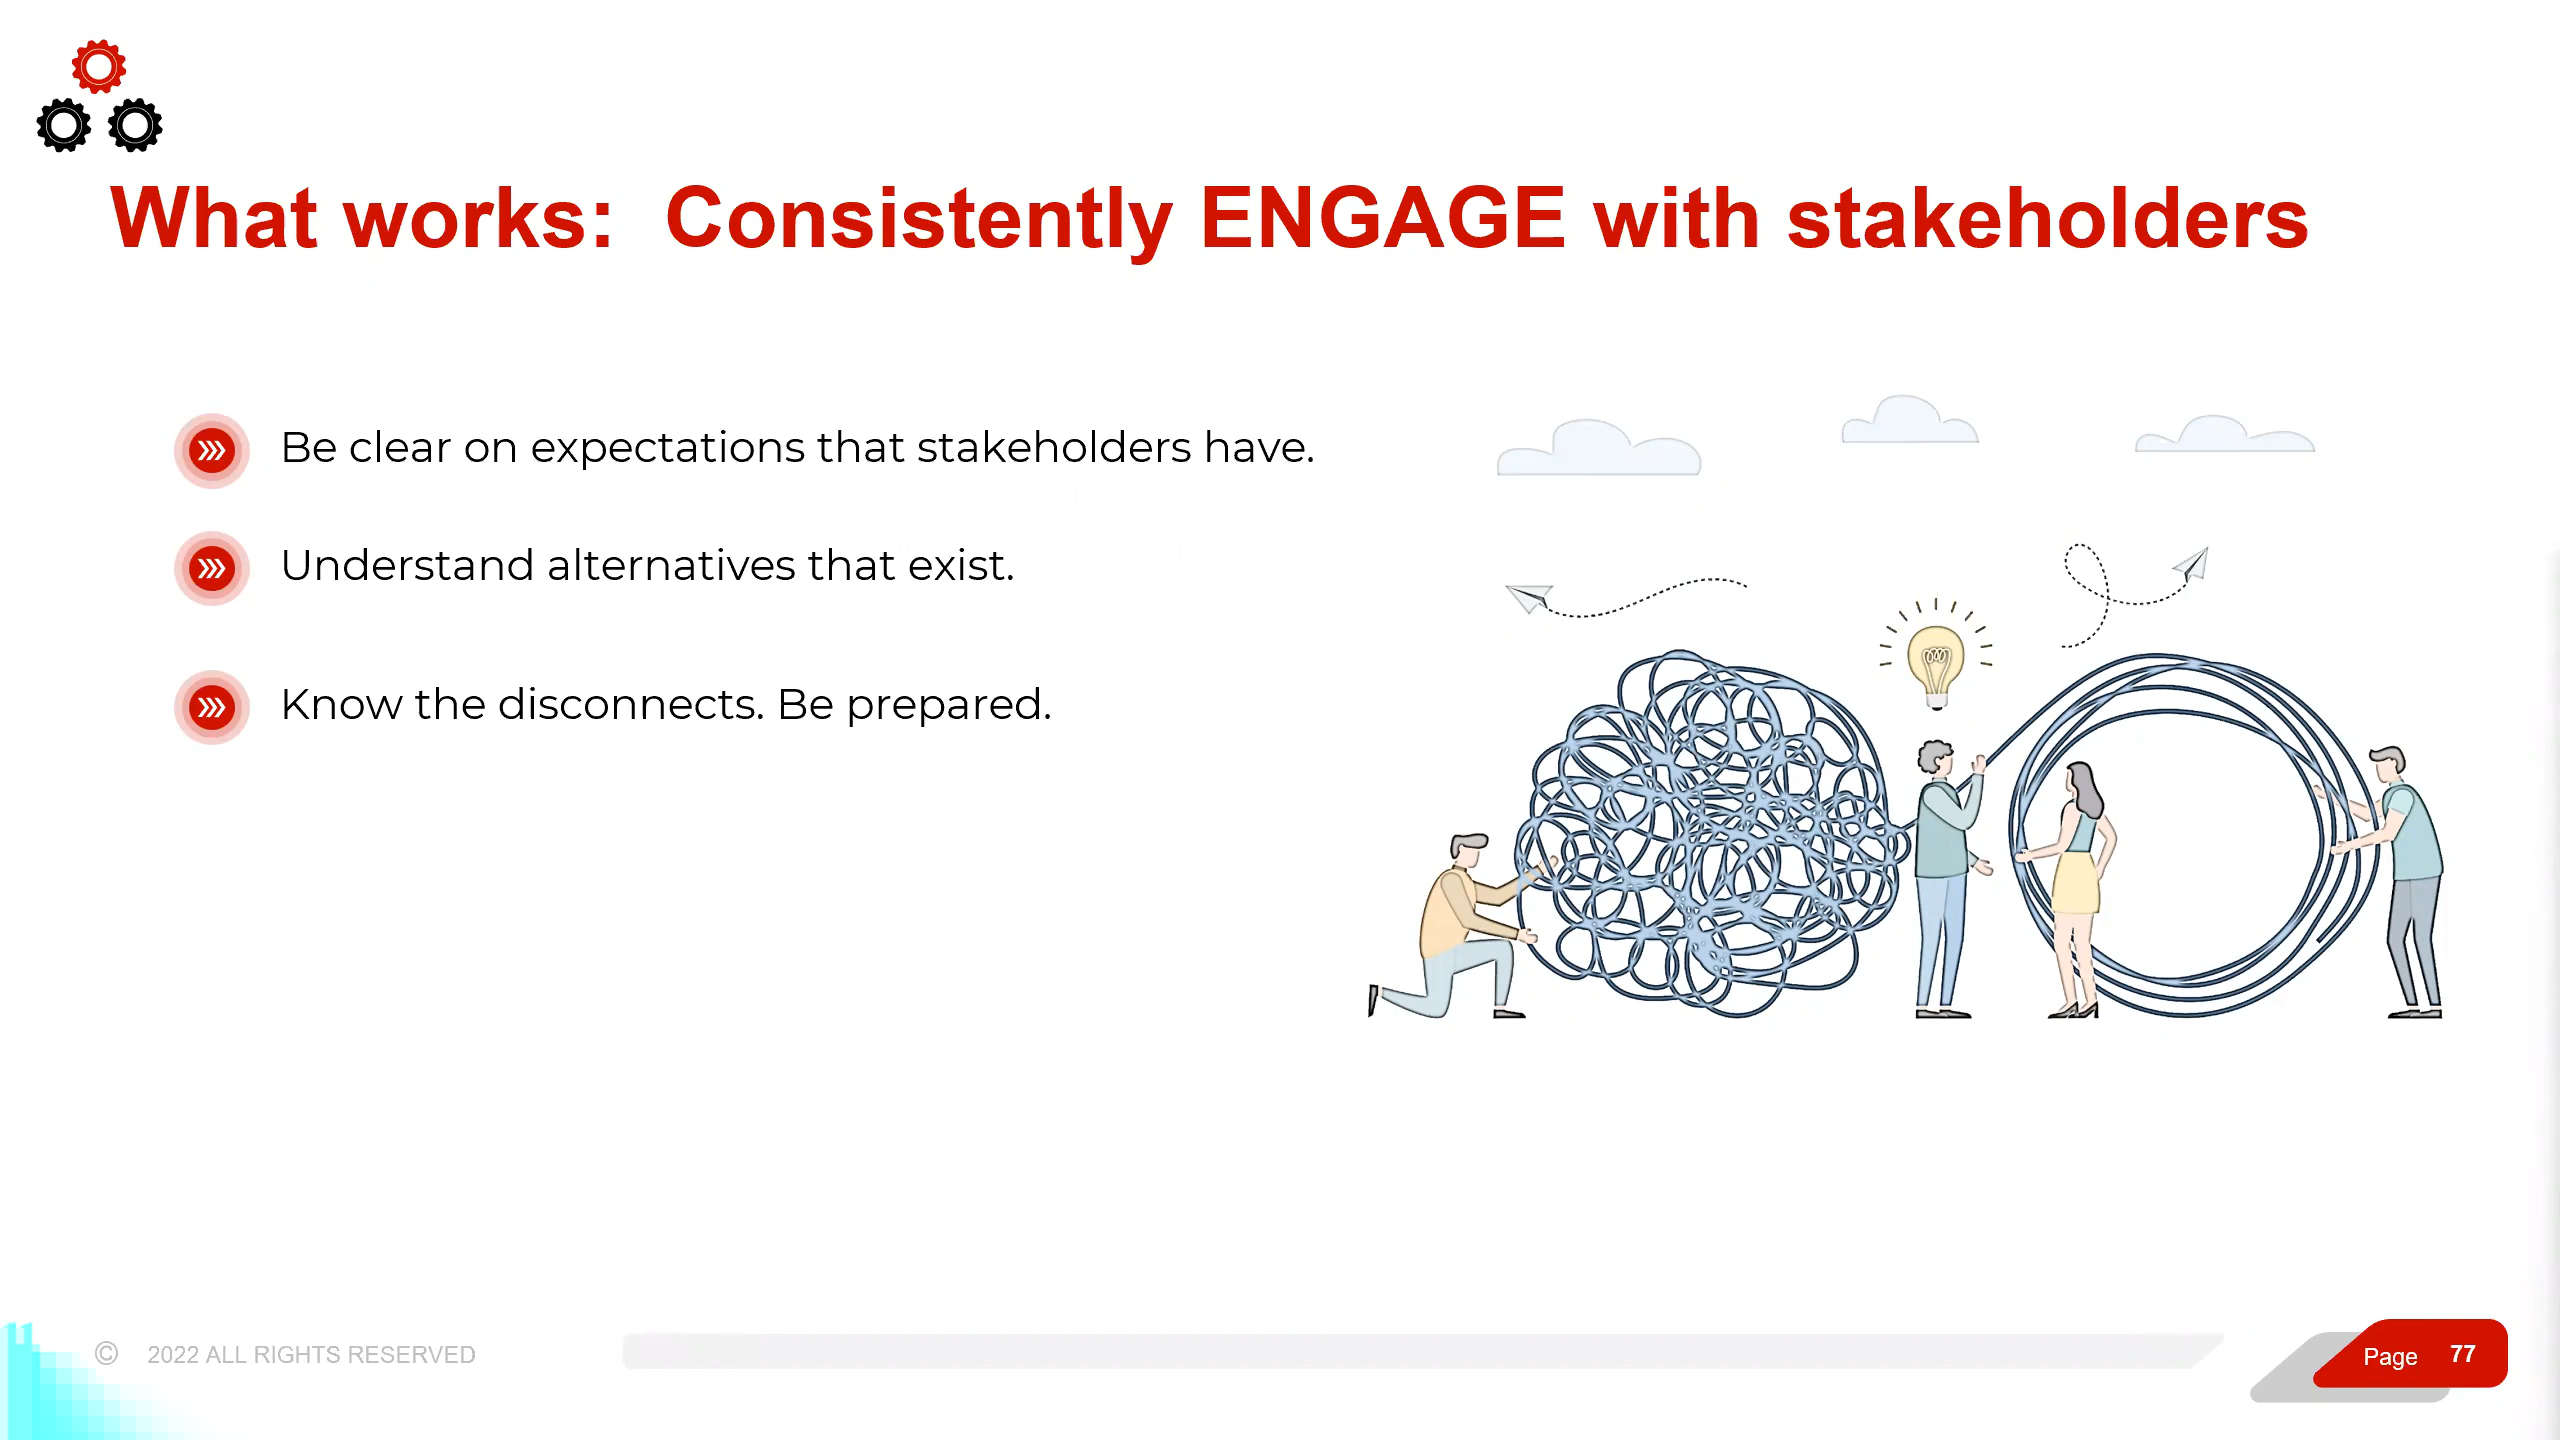 What works:  Consistently ENGAGE with stakeholders
Be clear on expectations that stakeholders have.
Understand alternatives that exist.
Know the disconnects. Be prepared.
© 2022 ALL RIGHTS RESERVED
Page 77